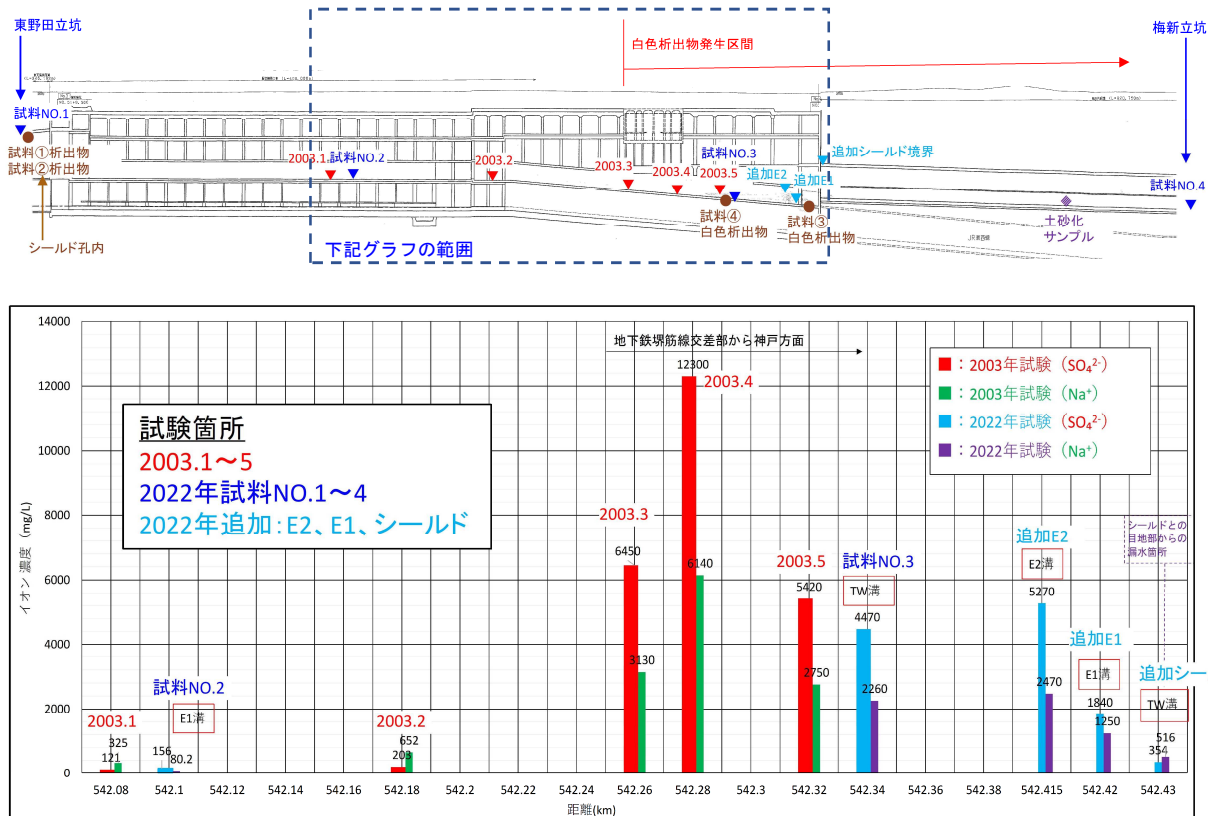 東野田立坑
梅新立坑
白色析出物発生区間
試料NO.1
試料①析出物
試料②析出物
シールド孔内
2003.1
試料NO.2
2003.2
2003.3
2003.4
2003.5
試料NO.3
追加E2
追加E1
追加シールド境界
試料④
白色析出物
試料③
白色析出物
土砂化
サンプル
試料NO.4
JR東西線
下記グラフの範囲
イオン濃度 (mg/L)
14000
12000
10000
8000
6000
4000
2000
0
地下鉄堺筋線交差部から神戸方面
試験箇所
2003.1~5
2022年試料NO.1~4
2022年追加:E2、E1、シールド
■:2003年試験(SO₄²⁻)
■:2003年試験(Na⁺)
■:2022年試験(SO₄²⁻)
■:2022年試験(Na⁺)
2003.1
325
121
試料NO.2
E1溝
156
80.2
2003.2
652
203
2003.3
6450
3130
12300
2003.4
6140
2003.5
5420
2750
試料NO.3
TW溝
4470
2260
追加E2
E2溝
5270
2470
追加E1
E1溝
1840
1250
シールドとの
目地部からの
漏水箇所
追加シー
TW溝
516
354
542.08
542.1
542.12
542.14
542.16
542.18
542.2
542.22
542.24
542.26
542.28
542.3
542.32
542.34
542.36
542.38
542.415
542.42
542.43
距離(km)